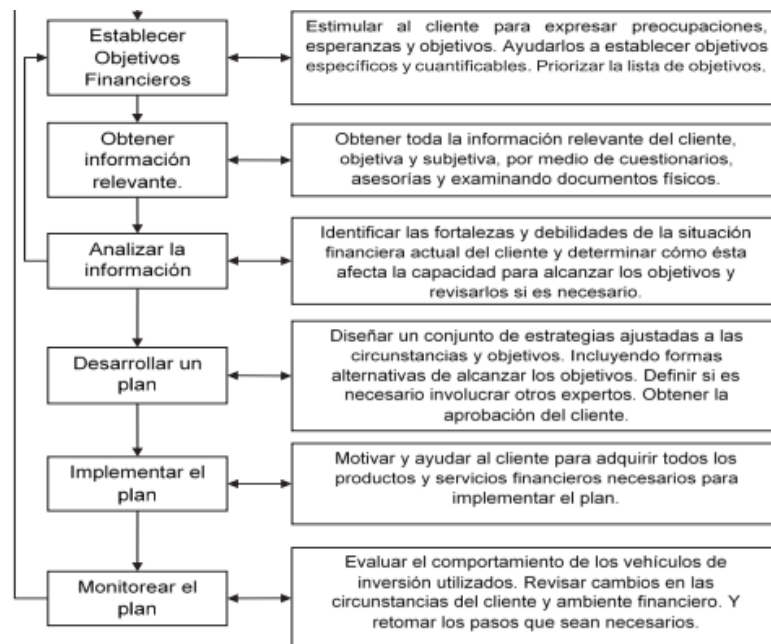 Establecer
Objetivos
Financieros
Estimular al cliente para expresar preocupaciones,
esperanzas y objetivos. Ayudarlos a establecer objetivos
específicos y cuantificables. Priorizar la lista de objetivos.
Obtener
información
relevante.
Obtener toda la información relevante del cliente,
objetiva y subjetiva, por medio de cuestionarios,
asesorías y examinando documentos físicos.
Analizar la
información
Identificar las fortalezas y debilidades de la situación
financiera actual del cliente y determinar cómo ésta
afecta la capacidad para alcanzar los objetivos y
revisarlos si es necesario.
Desarrollar un
plan
Diseñar un conjunto de estrategias ajustadas a las
circunstancias y objetivos. Incluyendo formas
alternativas de alcanzar los objetivos. Definir si es
necesario involucrar otros expertos. Obtener la
aprobación del cliente.
Implementar el
plan
Motivar y ayudar al cliente para adquirir todos los
productos y servicios financieros necesarios para
implementar el plan.
Monitorear el
plan
Evaluar el comportamiento de los vehículos de
inversión utilizados. Revisar cambios en las
circunstancias del cliente y ambiente financiero. Y
retomar los pasos que sean necesarios.